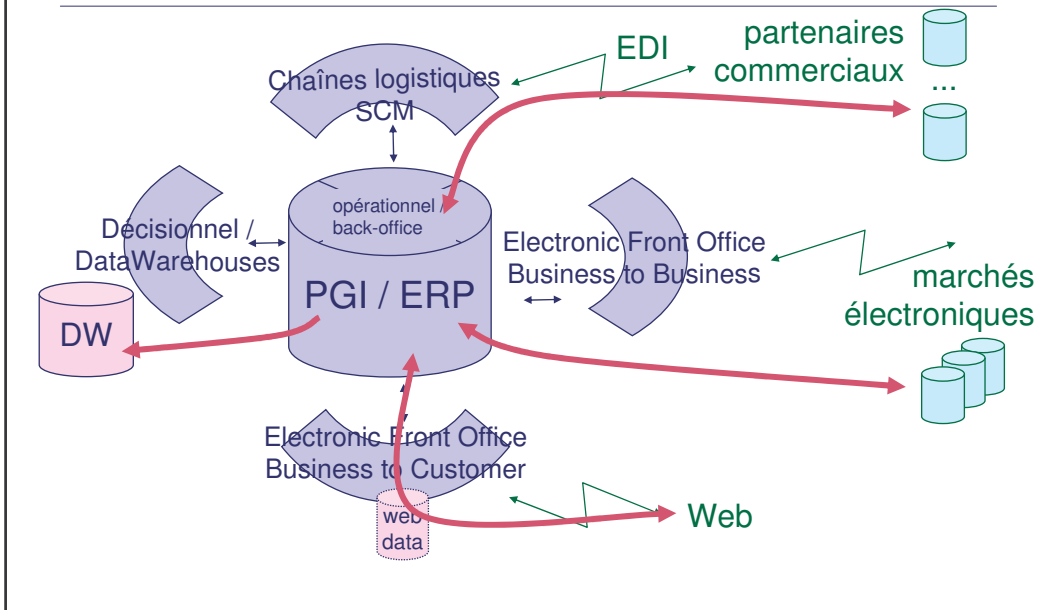 EDI
partenaires
commerciaux
...
Chaînes logistiques
SCM
opérationnel /
back-office
Décisionnel /
DataWarehouses
Electronic Front Office
Business to Business
PGI / ERP
marchés
électroniques
DW
Electronic Front Office
Business to Customer
web
data
Web